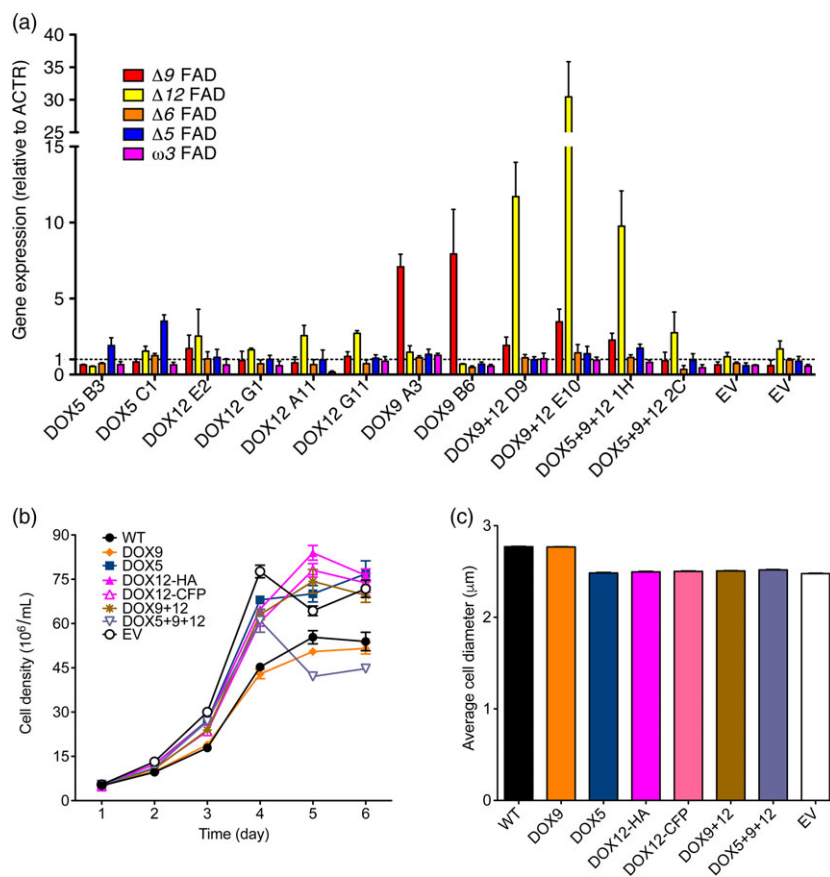 (a)
Gene expression (relative to ACTR)
40
35
30
25
15
10
5
1
0
Δ9 FAD
Δ12 FAD
Δ6 FAD
Δ5 FAD
ω3 FAD
DOX5 B3
DOX5 C1
DOX12 E2
DOX12 G1
DOX12 A11
DOX12 G11
DOX9 A3
DOX9 B6
DOX9+12 D9
DOX9+12 E10
DOX5+9+12 1H
DOX5+9+12 2C
EV
EV
(b)
Cell density (10⁶/mL)
90
75
60
45
30
15
0
WT
DOX9
DOX5
DOX12-HA
DOX12-CFP
DOX9+12
DOX5+9+12
EV
1 2 3 4 5 6
Time (day)
(c)
Average cell diameter (μm)
3
2
1
0
WT
DOX9
DOX5
DOX12-HA
DOX12-CFP
DOX9+12
DOX5+9+12
EV